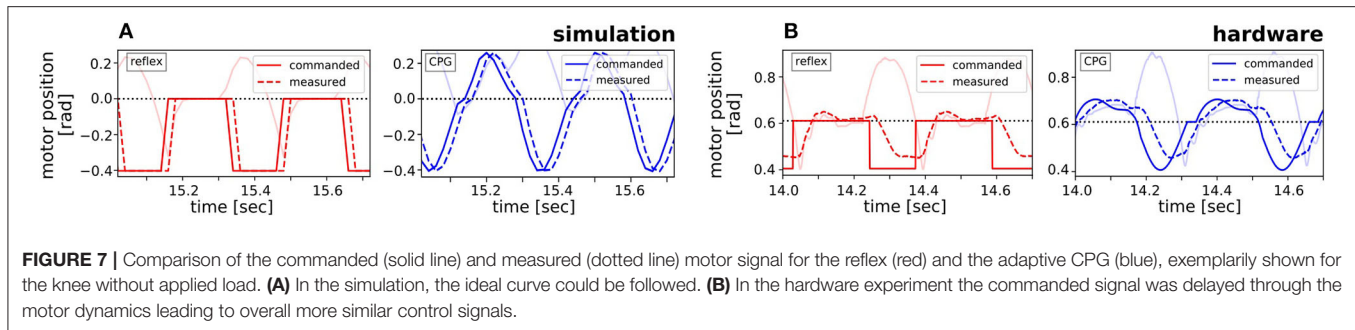 A
simulation
B
hardware
motor position
[rad]
0.2
0.0
−0.2
−0.4
reflex
commanded
measured
15.2
15.4
15.6
time [sec]
0.2
0.0
−0.2
−0.4
CPG
commanded
measured
15.2
15.4
15.6
time [sec]
motor position
[rad]
0.8
0.6
0.4
reflex
commanded
measured
14.0
14.2
14.4
14.6
time [sec]
0.8
0.6
0.4
CPG
commanded
measured
14.0
14.2
14.4
14.6
time [sec]
FIGURE 7 | Comparison of the commanded (solid line) and measured (dotted line) motor signal for the reflex (red) and the adaptive CPG (blue), exemplarily shown for
the knee without applied load. (A) In the simulation, the ideal curve could be followed. (B) In the hardware experiment the commanded signal was delayed through the
motor dynamics leading to overall more similar control signals.